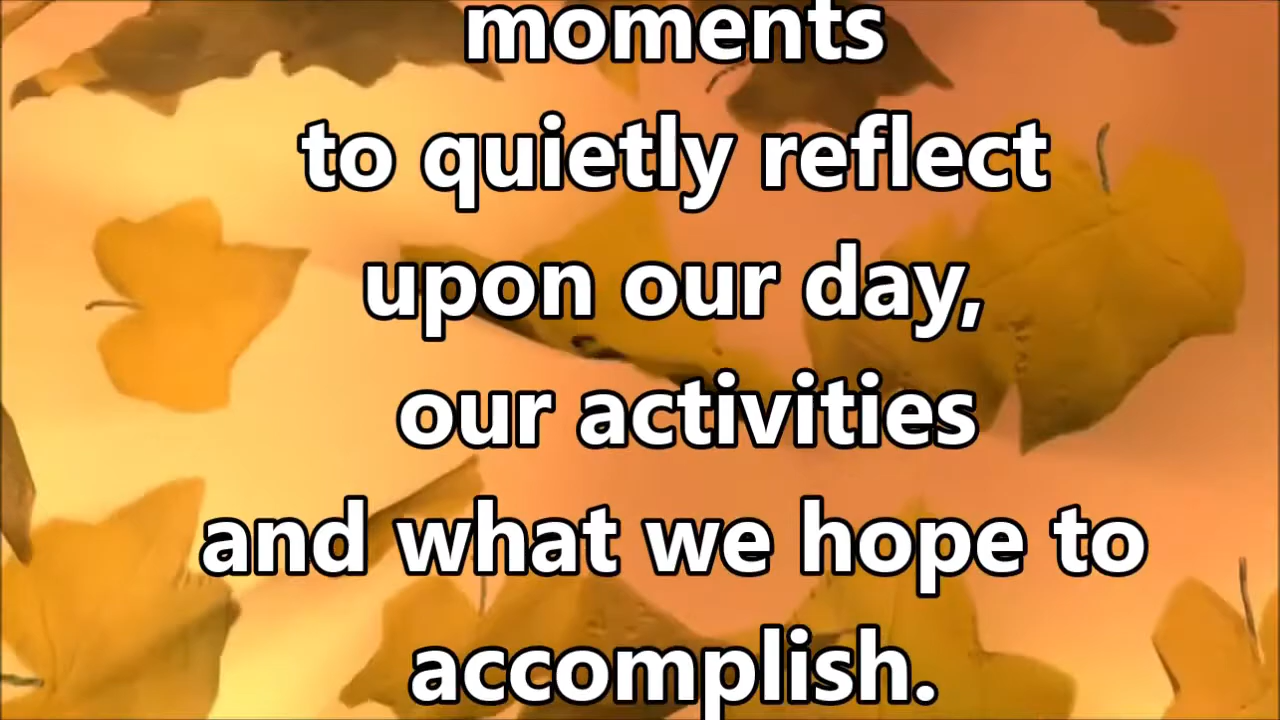 moments
to quietly reflect
upon our day,
our activities
and what we hope to
accomplish.